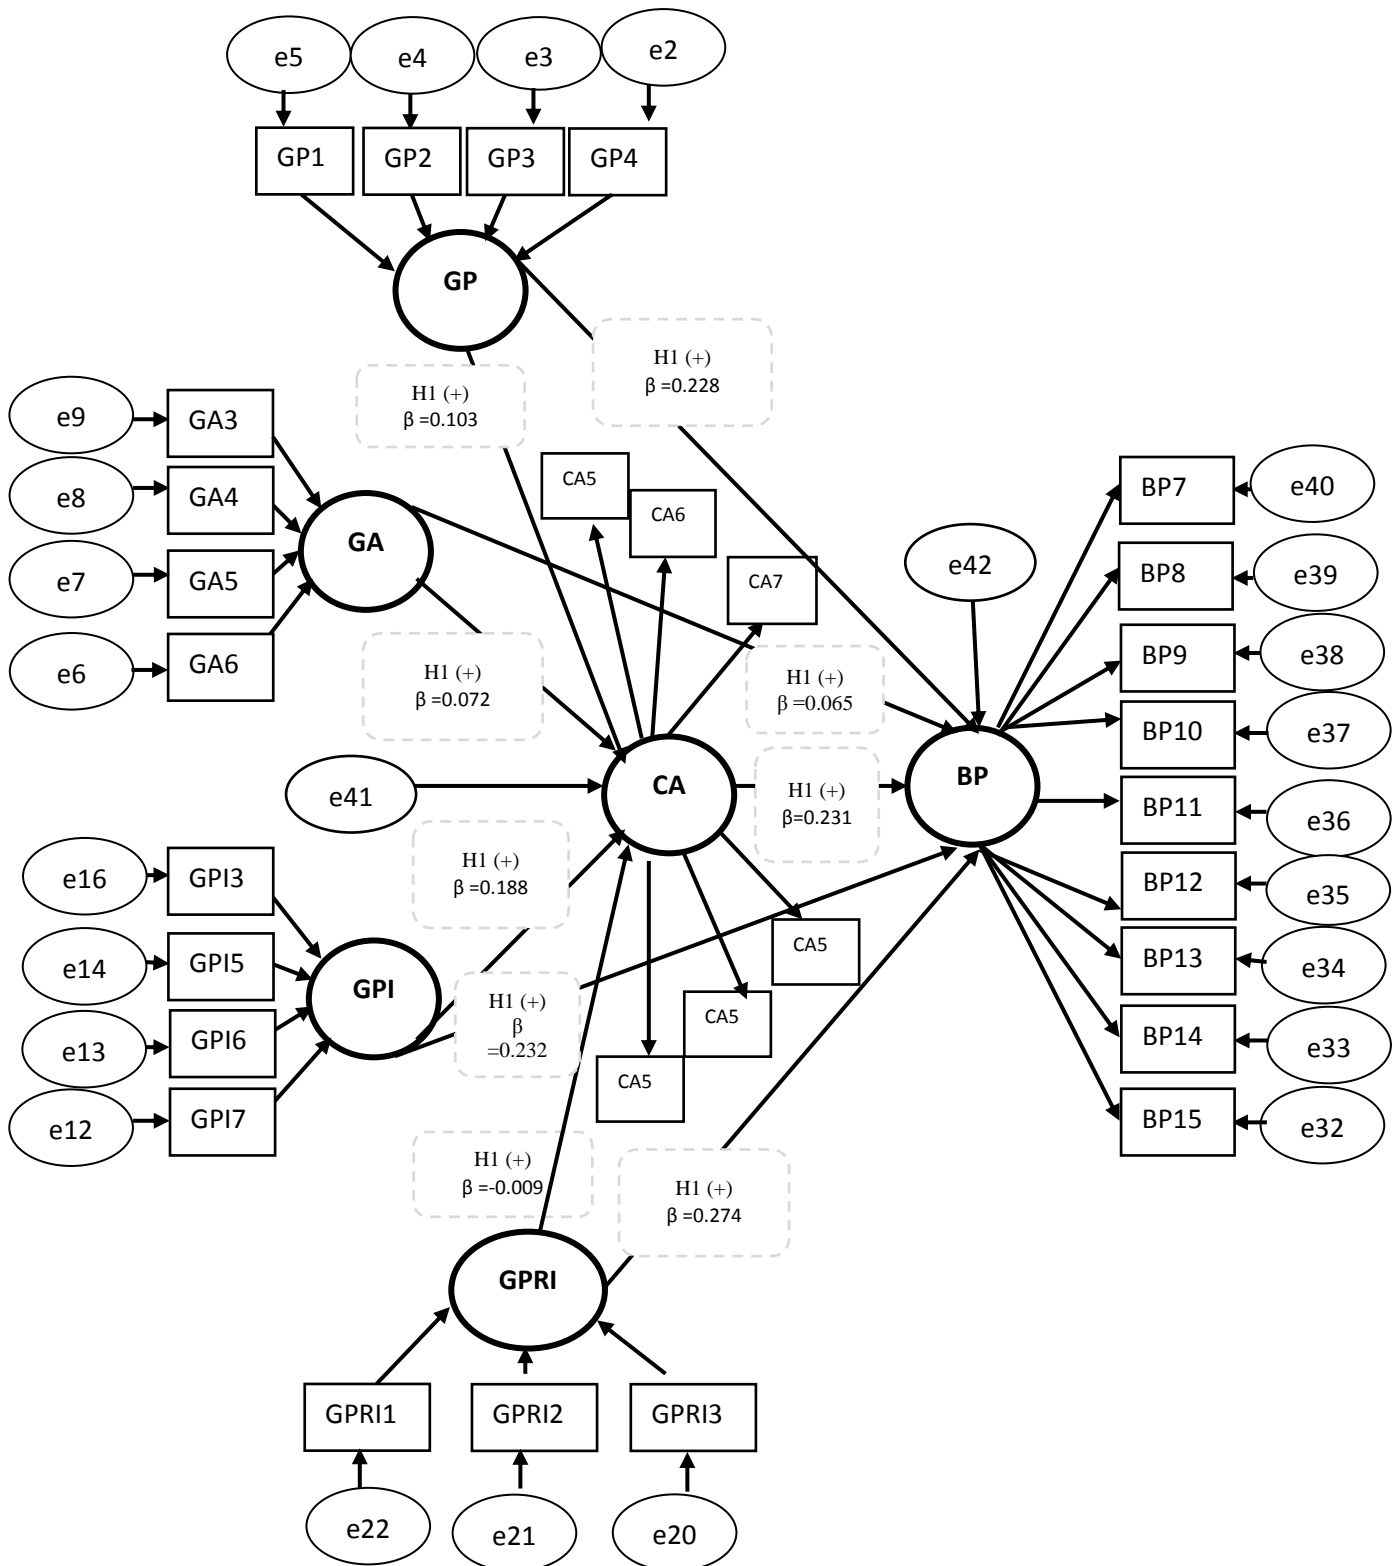 e5
e4
e3
e2
GP1
GP2
GP3
GP4
GP
H1 (+)
β =0.228
H1 (+)
β =0.103
e9
GA3
e8
GA4
e7
GA5
e6
GA6
GA
CA5
CA6
CA7
H1 (+)
β =0.072
H1 (+)
β =0.065
e42
BP7
e40
BP8
e39
BP9
e38
BP10
e37
BP11
e36
BP12
e35
BP13
e34
BP14
e33
BP15
e32
e41
CA
H1 (+)
β=0.231
BP
H1 (+)
β =0.188
e16
GPI3
e14
GPI5
e13
GPI6
e12
GPI7
GPI
H1 (+)
β
=0.232
CA5
CA5
CA5
H1 (+)
β =-0.009
H1 (+)
β =0.274
GPRI
GPRI1
GPRI2
GPRI3
e22
e21
e20